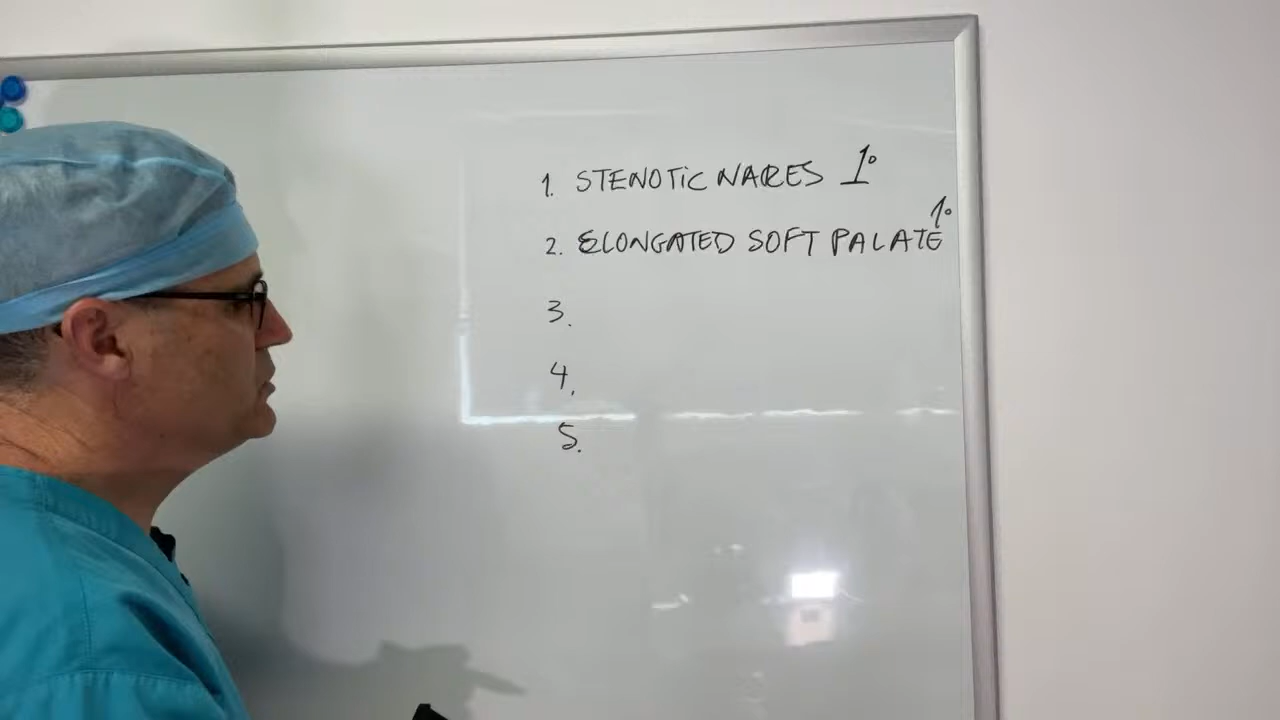 1. STENOTIC NARES 1°
2. ELONGATED SOFT PALATE 1°
3.
4.
5.